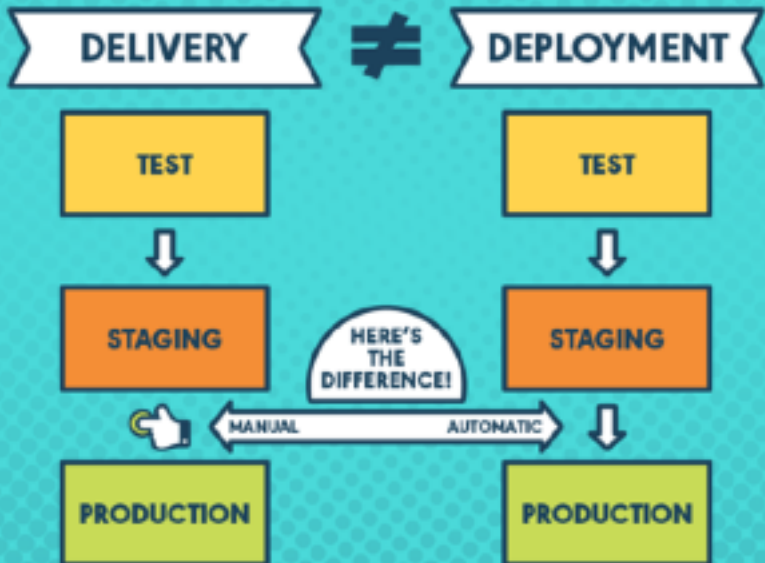 DELIVERY ≠ DEPLOYMENT
TEST
TEST
STAGING
HERE'S
THE
DIFFERENCE!
STAGING
MANUAL
AUTOMATIC
PRODUCTION
PRODUCTION